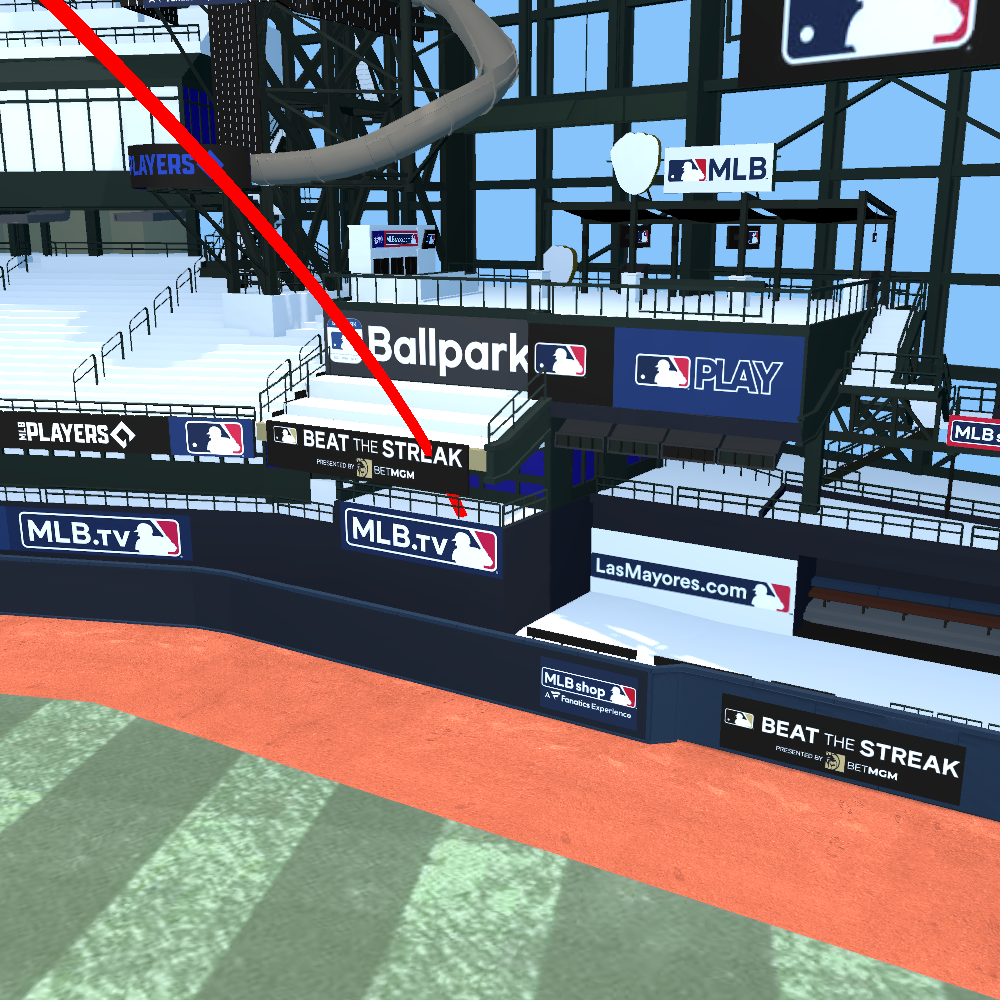 PLAYERS
MLB
Ballpark
PLAY
MLB PLAYERS
BEAT THE STREAK
PRESENTED BY BETMGM
MLB.TV
MLB.TV
LasMayores.com
MLB shop
A Fanatics Experience
BEAT THE STREAK
PRESENTED BY BETMGM